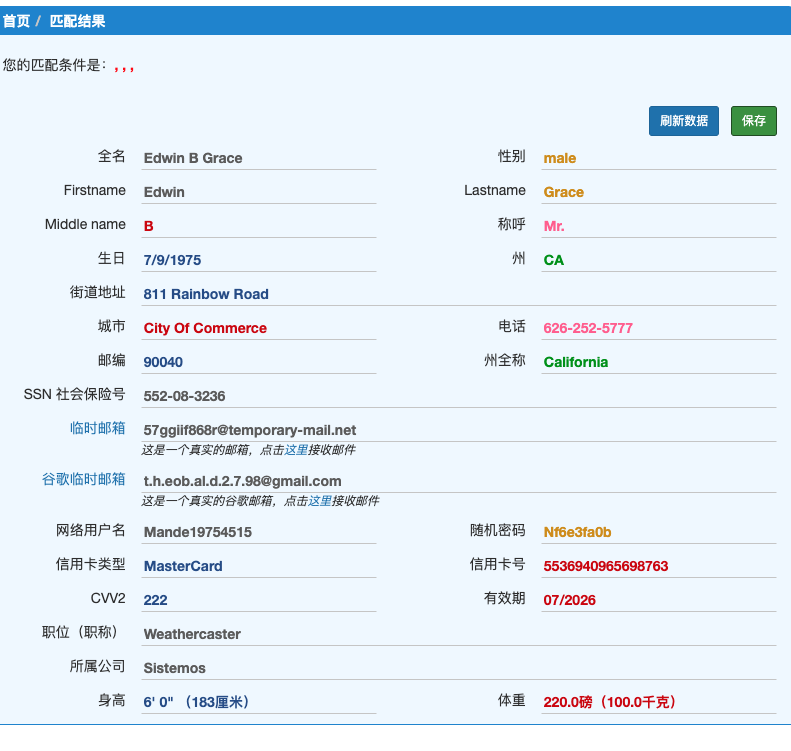 首页 / 匹配结果
您的匹配条件是： , , ,
刷新数据 保存
全名 Edwin B Grace 性别 male
Firstname Edwin Lastname Grace
Middle name B 称呼 Mr.
生日 7/9/1975 州 CA
街道地址 811 Rainbow Road
城市 City Of Commerce 电话 626-252-5777
邮编 90040 州全称 California
SSN 社会保险号 552-08-3236
临时邮箱 57ggiif868r@temporary-mail.net
这是一个真实的邮箱，点击这里接收邮件
谷歌临时邮箱 t.h.eob.al.d.2.7.98@gmail.com
这是一个真实的谷歌邮箱，点击这里接收邮件
网络用户名 Mande19754515 随机密码 Nf6e3fa0b
信用卡类型 MasterCard 信用卡号 5536940965698763
CVV2 222 有效期 07/2026
职位（职称） Weathercaster
所属公司 Sistemos
身高 6' 0" （183厘米） 体重 220.0磅（100.0千克）